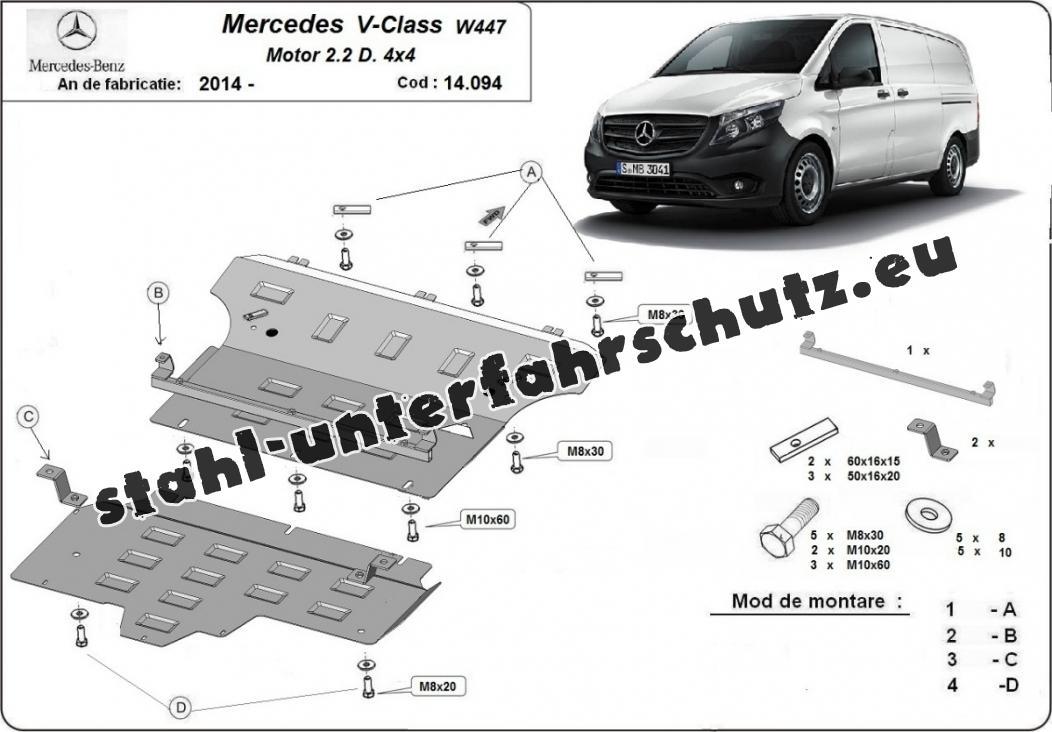 Mercedes V-Class W447
Motor 2.2 D. 4x4
Mercedes-Benz
An de fabricatie: 2014 -
Cod : 14.094
S MB 3041
A
FWD
B
M8x30
1 x
C
2 x
M8x30
2 x 60x16x15
3 x 50x16x20
stahl-unterfahrschutz.eu
M10x60
5 x M8x30
2 x M10x20
3 x M10x60
5 x 8
5 x 10
Mod de montare :
1 - A
2 - B
3 - C
4 -D
M8x20
D